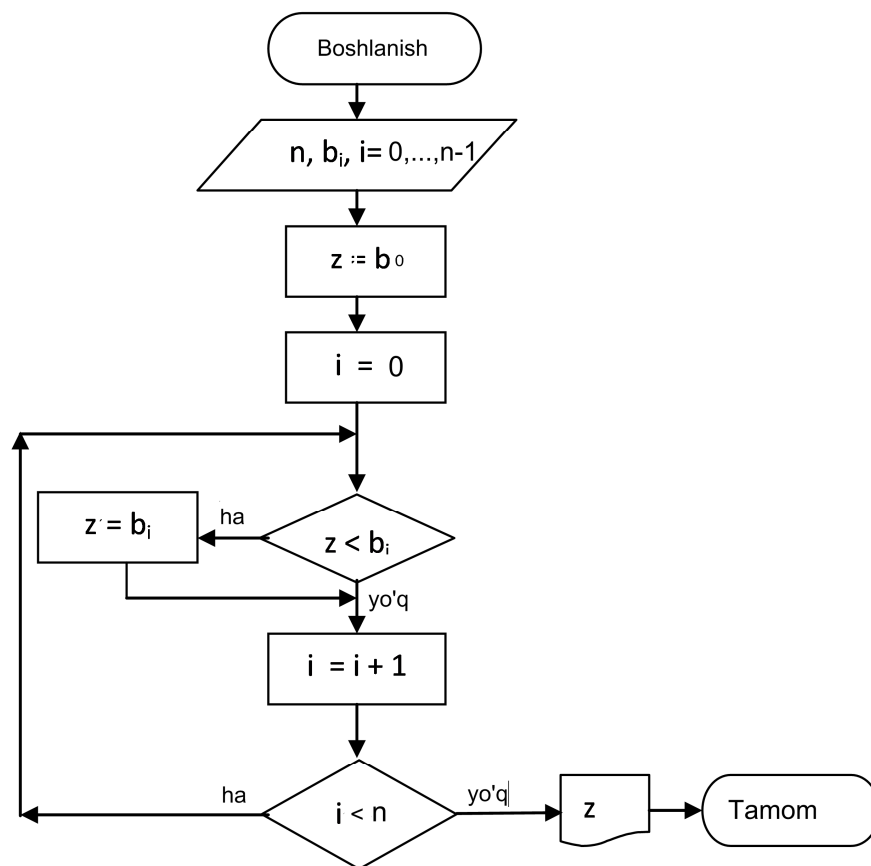 Boshlanish
n, bᵢ, i= 0,...,n-1
z := b₀
i = 0
ha
z = bᵢ
z < bᵢ
yo'q
i = i + 1
ha
i < n
yo'q
z
Tamom